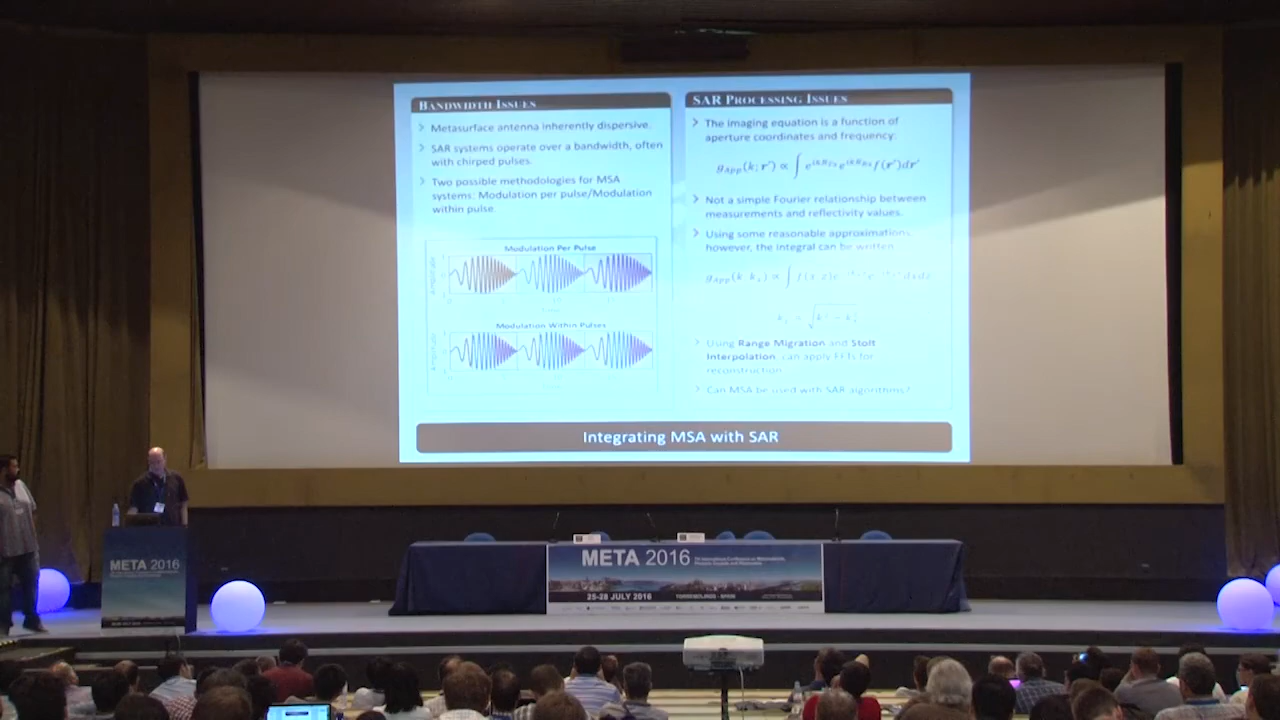 BANDWIDTH ISSUES
Metasurface antenna inherently dispersive.
SAR systems operate over a bandwidth, often
with chirped pulses.
Two possible methodologies for MSA
systems: Modulation per pulse/Modulation
within pulse.
Modulation Per Pulse
Modulation Within Pulses
SAR PROCESSING ISSUES
The imaging equation is a function of
aperture coordinates and frequency:
Not a simple Fourier relationship between
measurements and reflectivity values.
Using some reasonable approximations,
however, the integral can be written
Using Range Migration and Stolt
Interpolation, can apply FFTs for
reconstruction
Can MSA be used with SAR algorithms?
Integrating MSA with SAR
META 2016
META 2016
25-28 JULY 2016
TORREMOLINOS - SPAIN